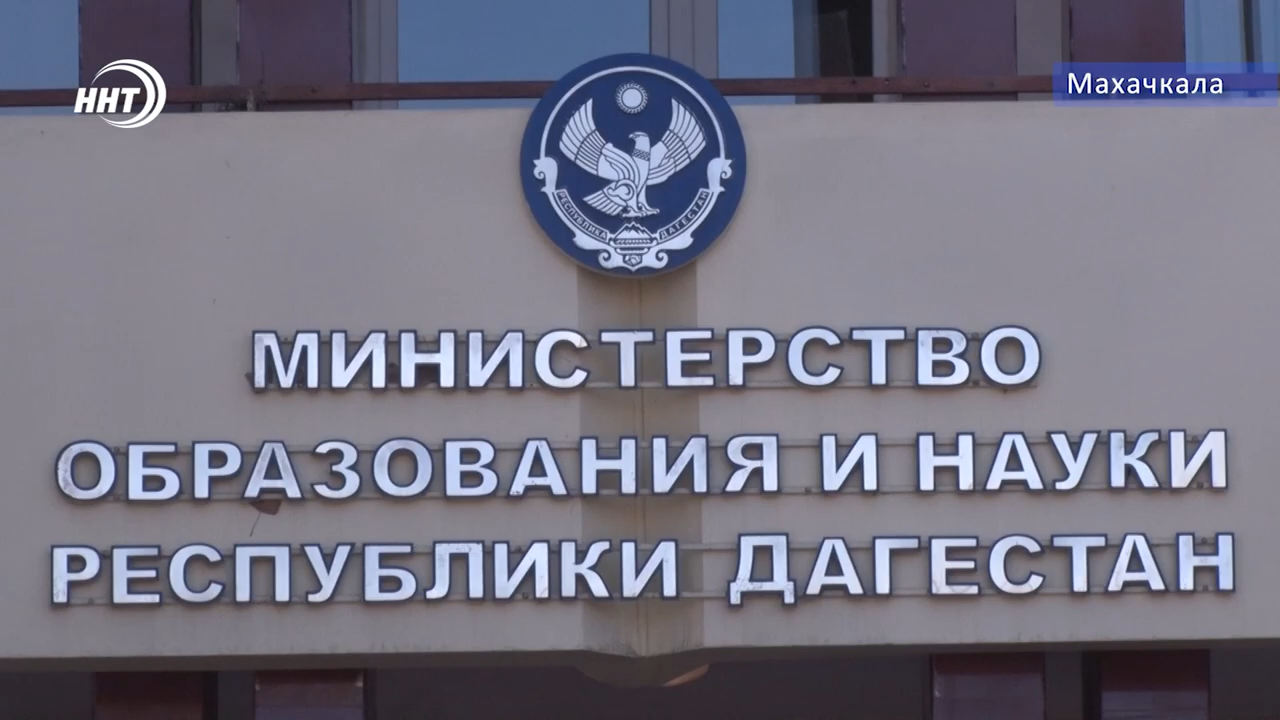 ННТ
Махачкала
РЕСПУБЛИКА ДАГЕСТАН
МИНИСТЕРСТВО
ОБРАЗОВАНИЯ И НАУКИ
РЕСПУБЛИКИ ДАГЕСТАН